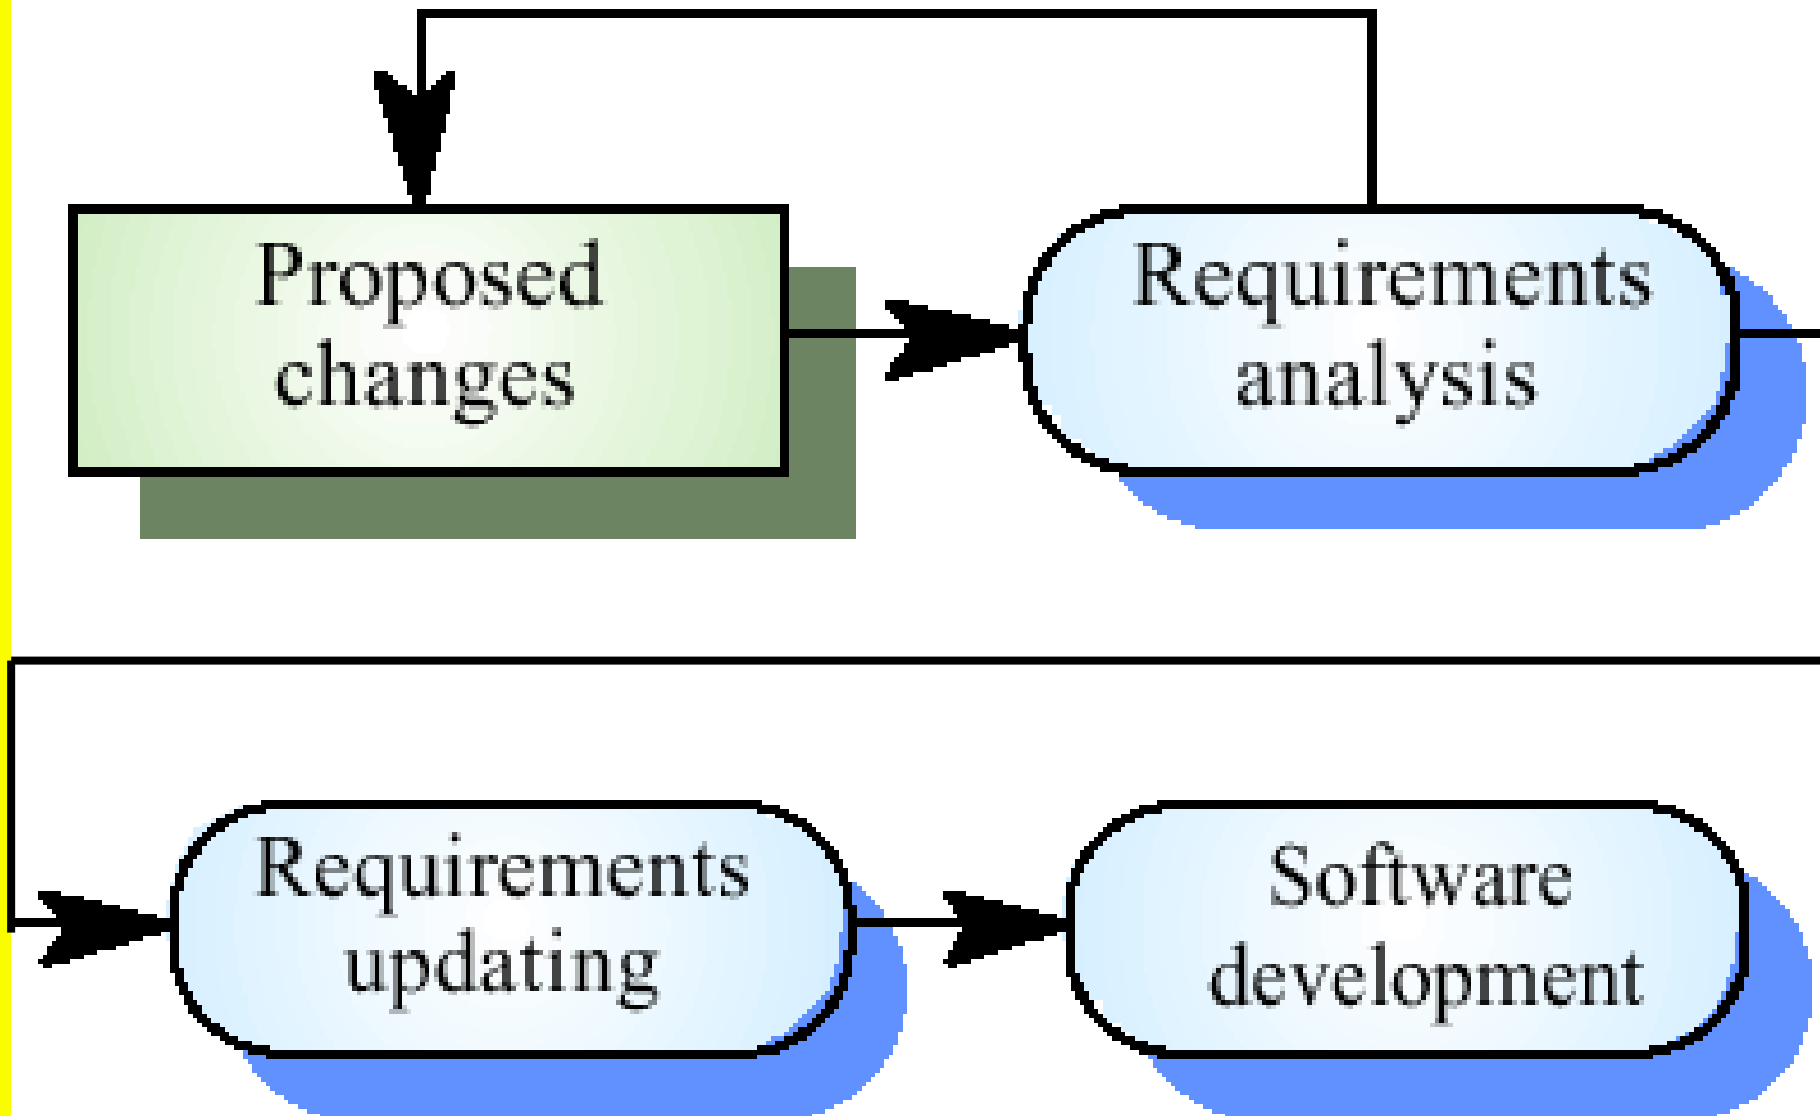 Proposed
changes
Requirements
analysis
Requirements
updating
Software
development